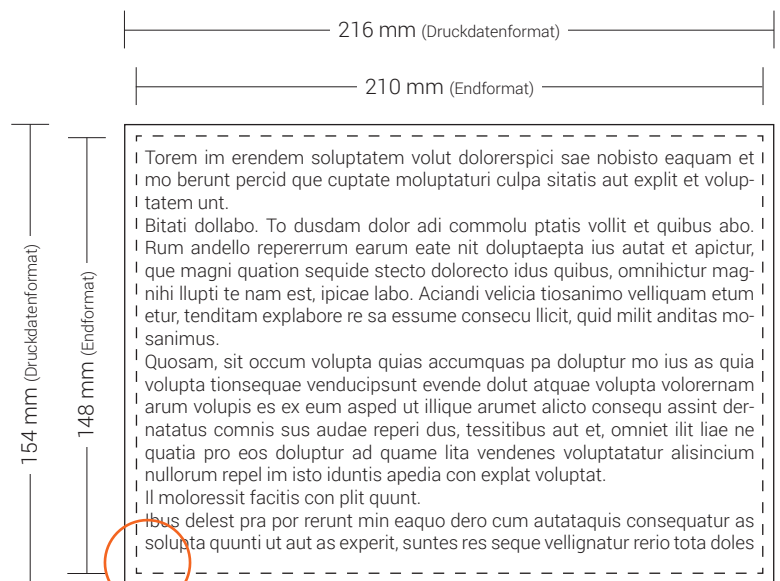 216 mm (Druckdatenformat)
210 mm (Endformat)
154 mm (Druckdatenformat)
148 mm (Endformat)
Torem im erendem soluptatem volut dolorerspici sae nobisto eaquam et
mo berunt percid que cuptate moluptaturi culpa sitatis aut explit et volup-
tatem unt.
Bitati dollabo. To dusdam dolor adi commolu ptatis vollit et quibus abo.
Rum andello repererrum earum eate nit doluptaepta ius autat et apictur,
que magni quation sequide stecto dolorecto idus quibus, omnihictur mag-
nihi llupti te nam est, ipicae labo. Aciandi velicia tiosanimo velliquam etum
etur, tenditam explabore re sa essume consecu llicit, quid milit anditas mo-
sanimus.
Quosam, sit occum volupta quias accumquas pa doluptur mo ius as quia
volupta tionsequae venducipsunt evende dolut atquae volupta volorernam
arum volupis es ex eum asped ut illique arumet alicto consequ assint der-
natatus comnis sus audae reperi dus, tessitibus aut et, omniet ilit liae ne
quatia pro eos doluptur ad quame lita vendenes voluptatatur alisincium
nullorum repel im isto iduntis apedia con explat voluptat.
Il moloressit facitis con plit quunt.
Ibus delest pra por rerunt min eaquo dero cum autataquis consequatur as
solupta quunti ut aut as experit, suntes res seque vellignatur rerio tota doles